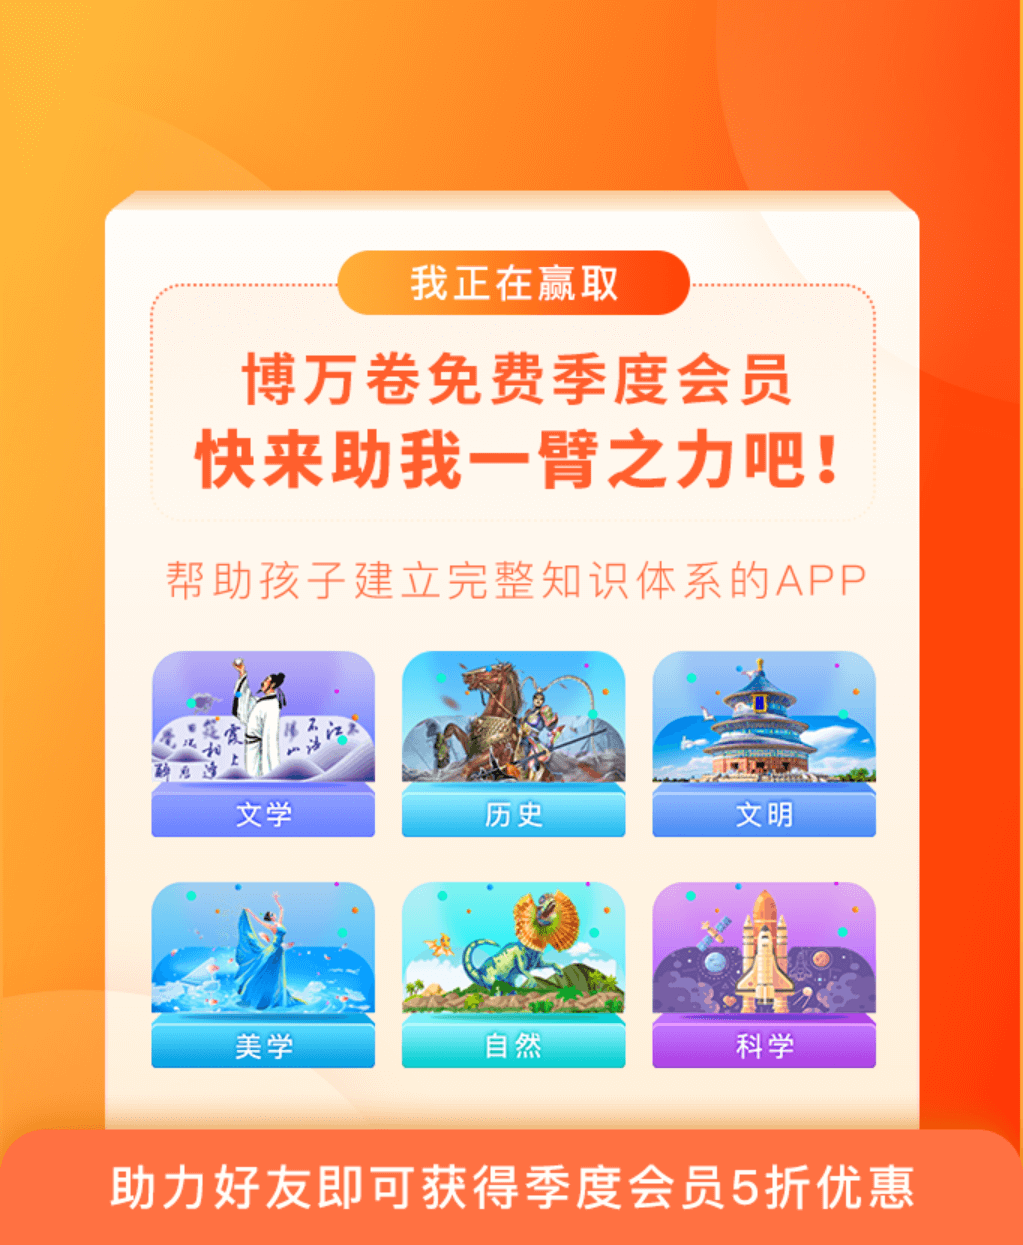 我正在赢取
博万卷免费季度会员
快来助我一臂之力吧！
帮助孩子建立完整知识体系的APP
文学
历史
文明
美学
自然
科学
助力好友即可获得季度会员5折优惠